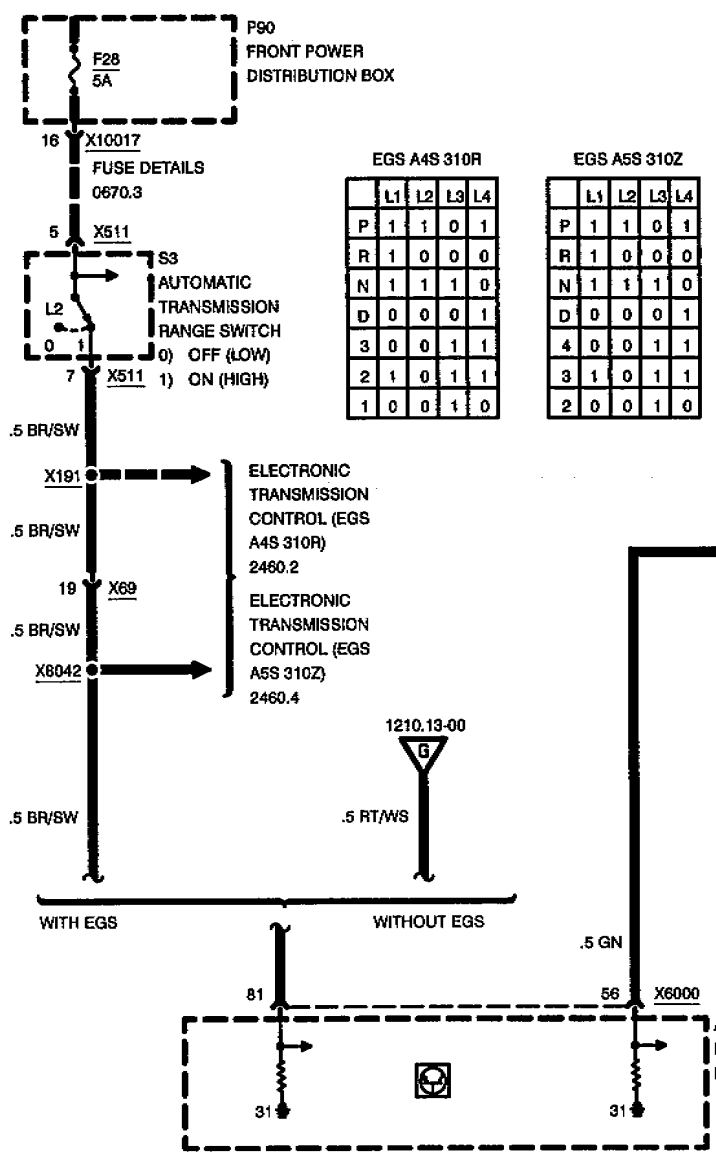 P90
FRONT POWER
DISTRIBUTION BOX
F28
5A
16 X10017
FUSE DETAILS
0670.3
5 X511
S3
AUTOMATIC
TRANSMISSION
RANGE SWITCH
0) OFF (LOW)
1) ON (HIGH)
L2
0 1
7 X511
EGS A4S 310R
L1 L2 L3 L4
P 1 1 0 1
R 1 0 0 0
N 1 1 1 0
D 0 0 0 1
3 0 0 1 1
2 1 0 1 1
1 0 0 1 0
EGS A5S 310Z
L1 L2 L3 L4
P 1 1 0 1
R 1 0 0 0
N 1 1 1 0
D 0 0 0 1
4 0 0 1 1
3 1 0 1 1
2 0 0 1 0
.5 BR/SW
X191
.5 BR/SW
19 X69
.5 BR/SW
X8042
ELECTRONIC
TRANSMISSION
CONTROL (EGS
A4S 310R)
2460.2
ELECTRONIC
TRANSMISSION
CONTROL (EGS
A5S 310Z)
2460.4
1210.13-00
G
.5 BR/SW
.5 RT/WS
WITH EGS
WITHOUT EGS
.5 GN
81
56 X6000
31
31